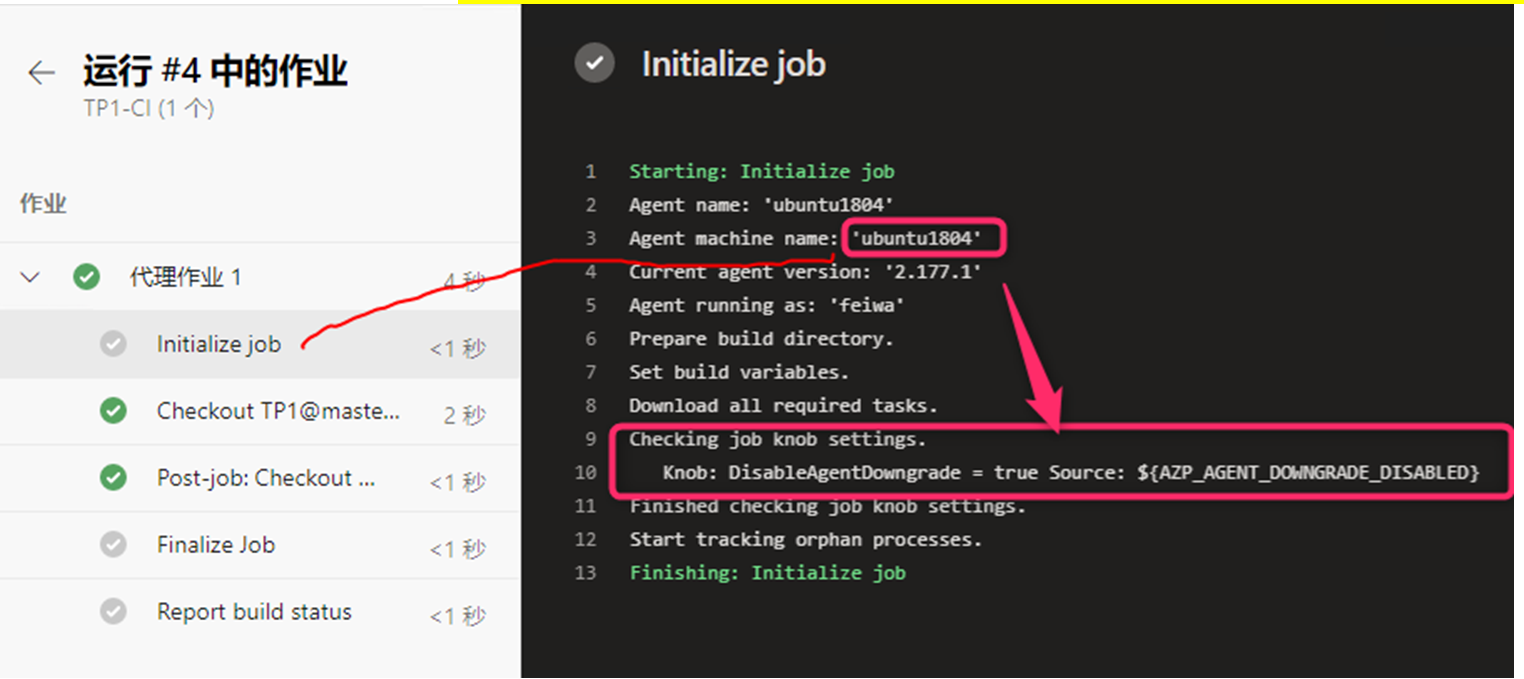 运行 #4 中的作业
TP1-CI (1 个)
作业
代理作业 1 4 秒
Initialize job <1 秒
Checkout TP1@maste... 2 秒
Post-job: Checkout ... <1 秒
Finalize Job <1 秒
Report build status <1 秒
Initialize job
1 Starting: Initialize job
2 Agent name: 'ubuntu1804'
3 Agent machine name: 'ubuntu1804'
4 Current agent version: '2.177.1'
5 Agent running as: 'feiwa'
6 Prepare build directory.
7 Set build variables.
8 Download all required tasks.
9 Checking job knob settings.
10 Knob: DisableAgentDowngrade = true Source: ${AZP_AGENT_DOWNGRADE_DISABLED}
11 Finished checking job knob settings.
12 Start tracking orphan processes.
13 Finishing: Initialize job